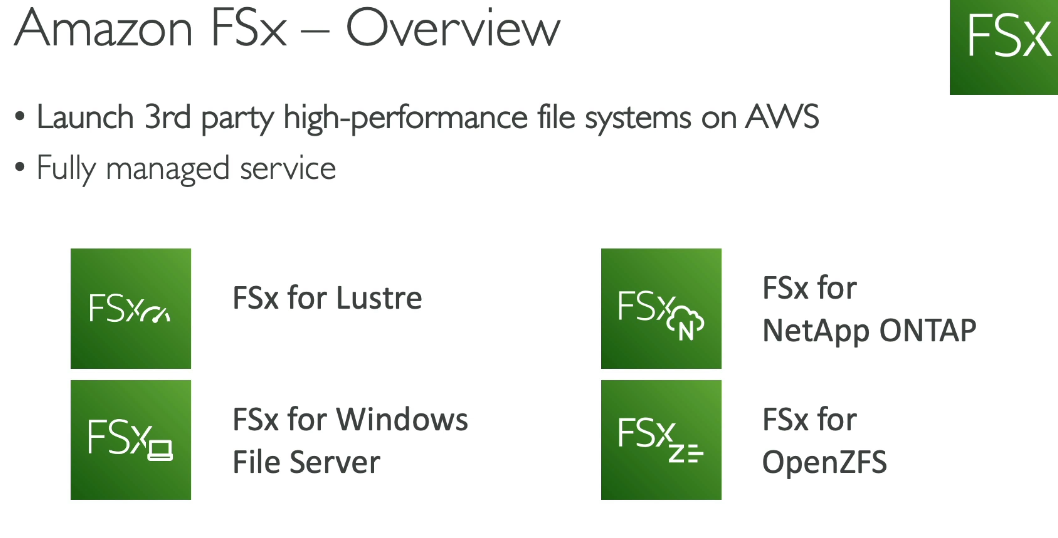 Amazon FSx – Overview
FSx
• Launch 3rd party high-performance file systems on AWS
• Fully managed service
FSx
FSx for Lustre
FSx
N
FSx for
NetApp ONTAP
FSx
FSx for Windows
File Server
FSx
Z
FSx for
OpenZFS